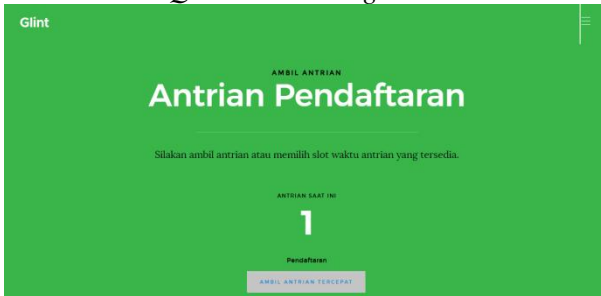 Glint
AMBIL ANTRIAN
Antrian Pendaftaran
Silakan ambil antrian atau memilih slot waktu antrian yang tersedia.
ANTRIAN SAAT INI
1
Pendaftaran
AMBIL ANTRIAN TERCEPAT